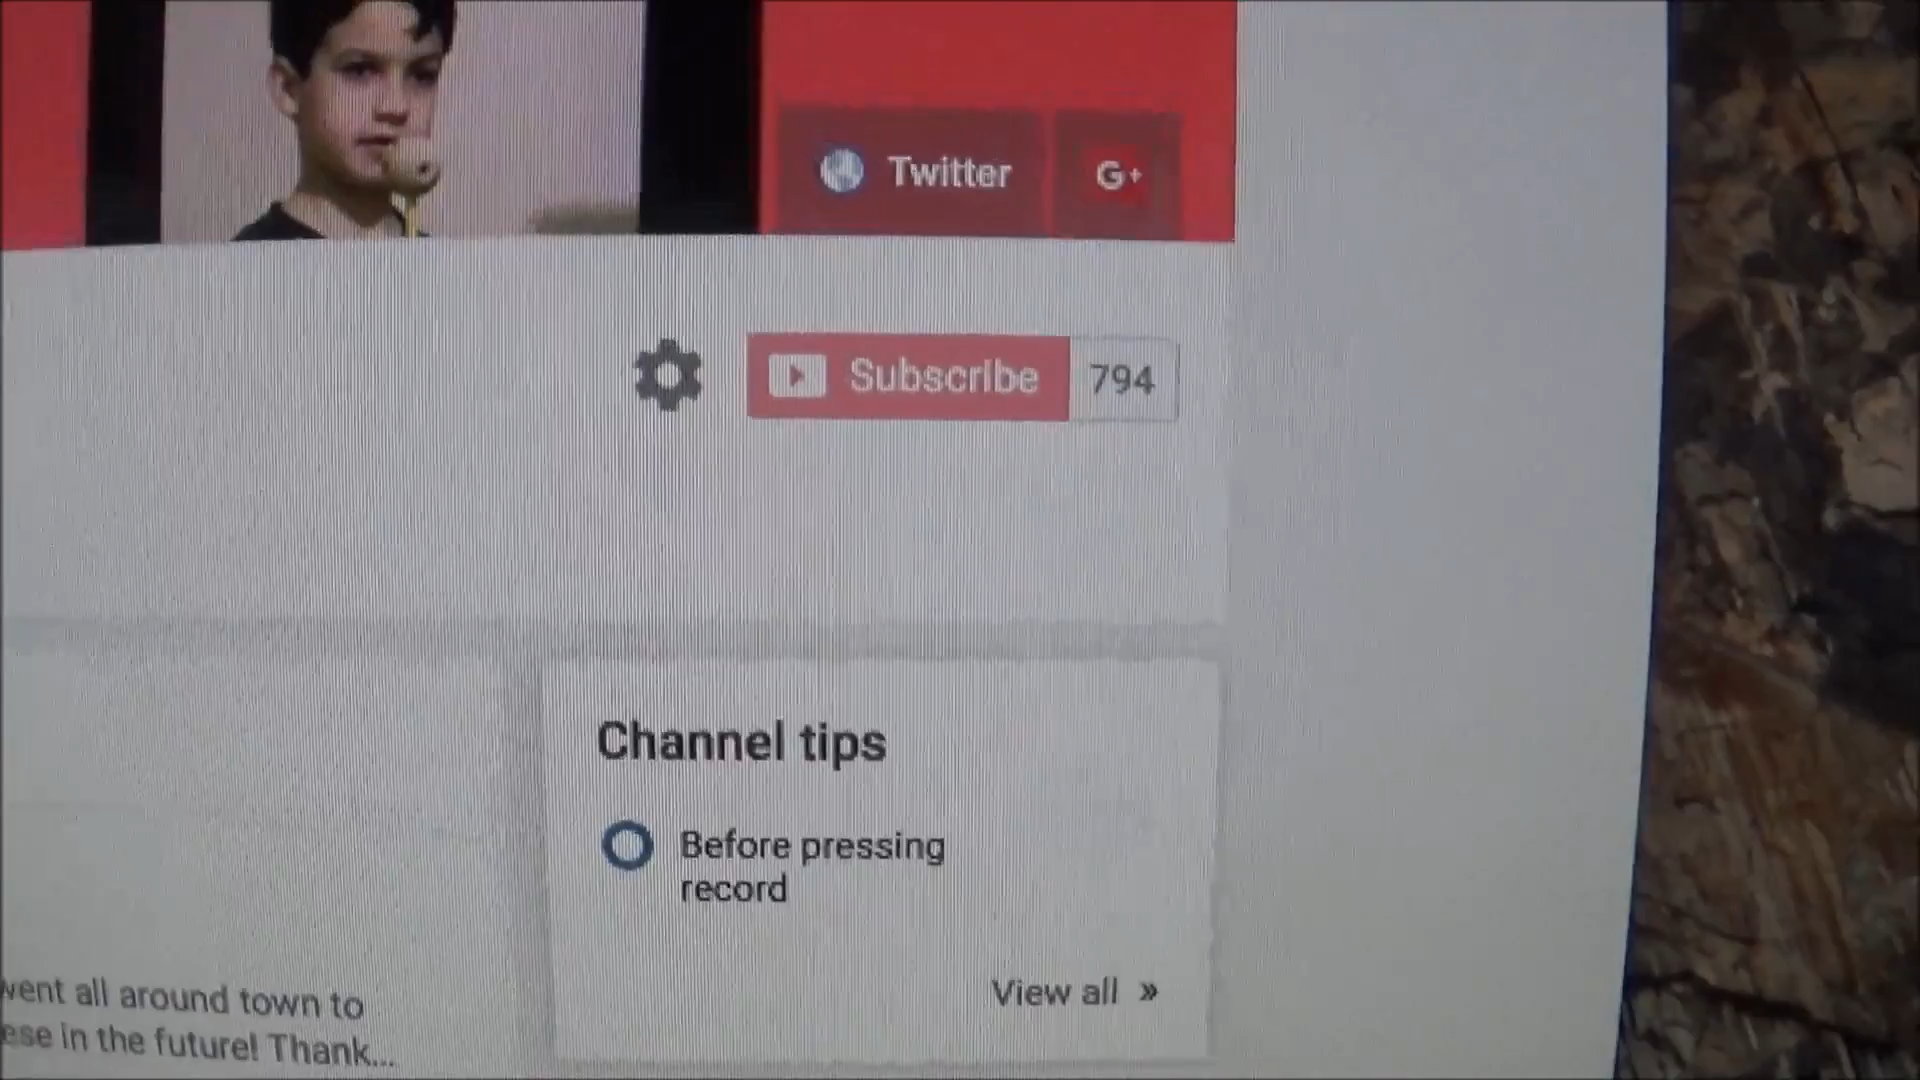 Twitter
G+
Subscribe 794
Channel tips
Before pressing
record
View all »
went all around town to
ese in the future! Thank...